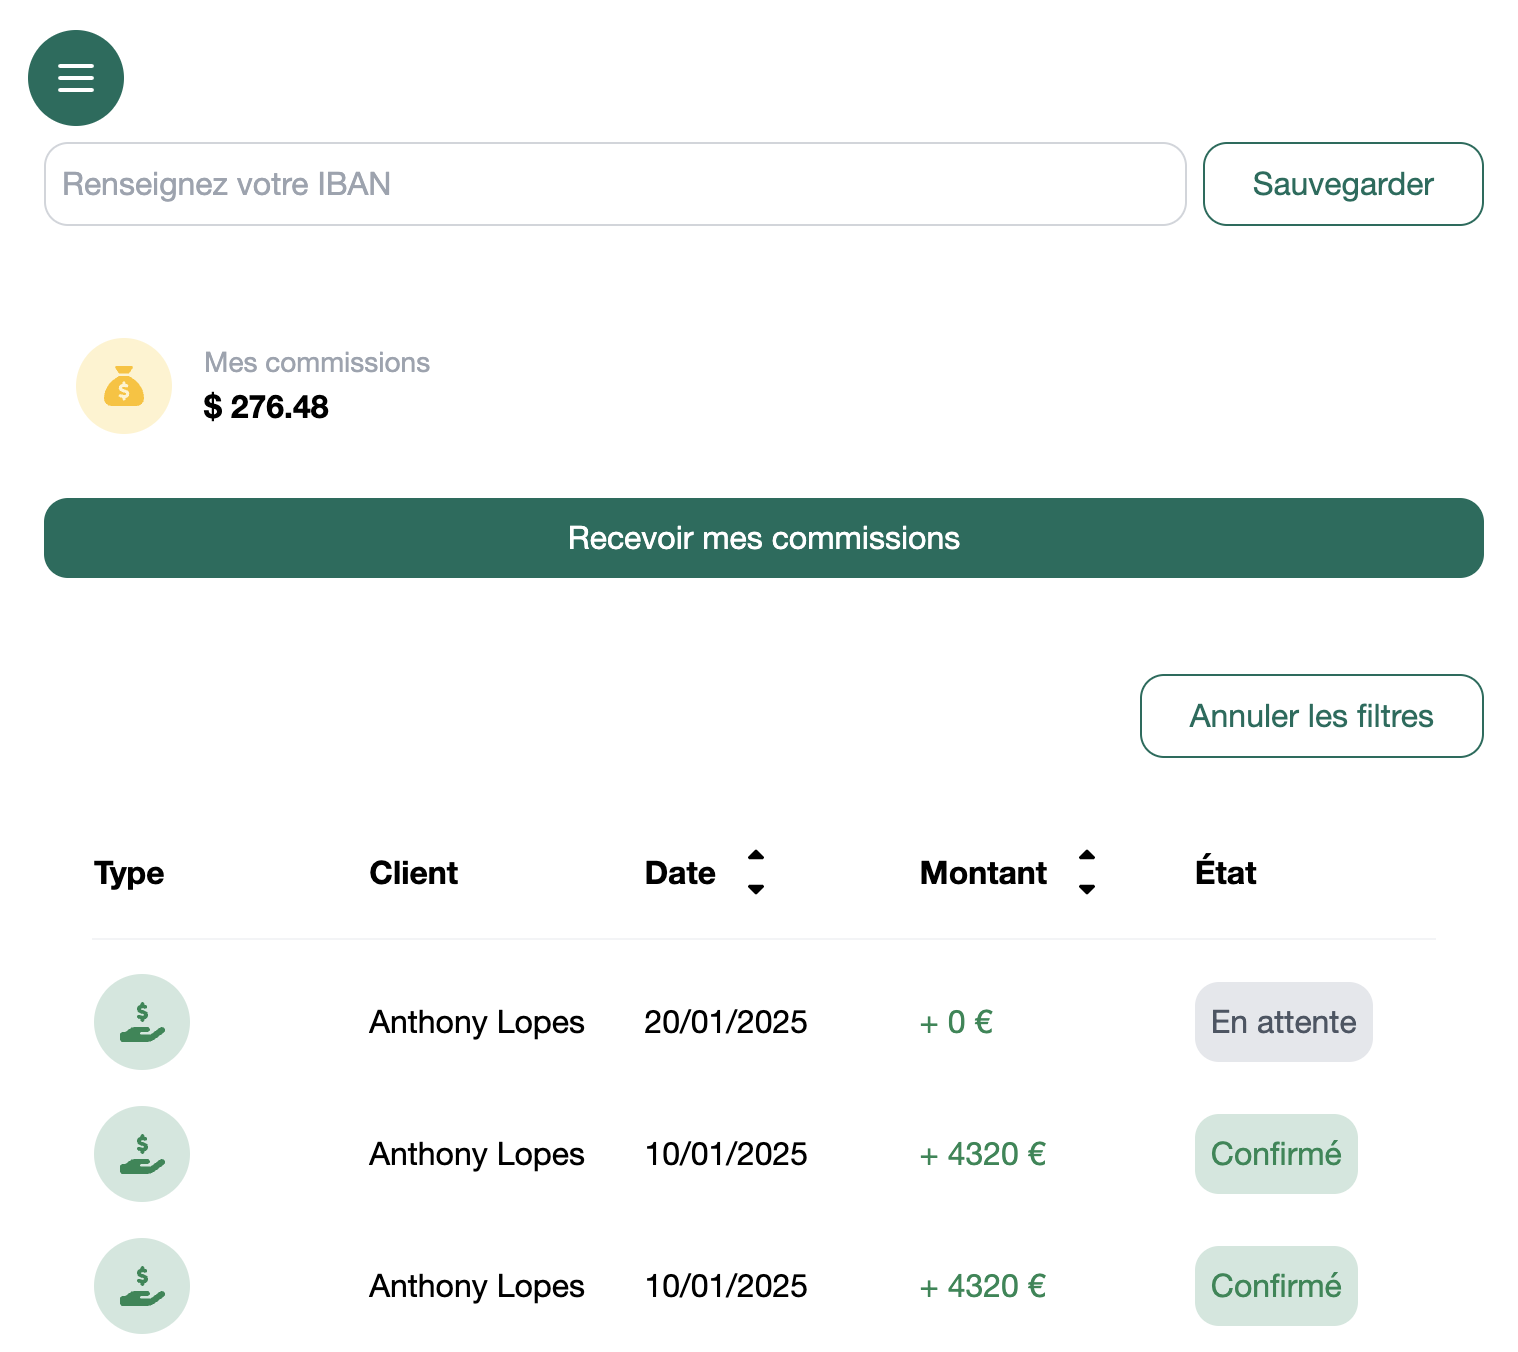 Renseignez votre IBAN Sauvegarder
Mes commissions
$ 276.48
Recevoir mes commissions
Annuler les filtres
Type Client Date Montant État
$ Anthony Lopes 20/01/2025 + 0 € En attente
$ Anthony Lopes 10/01/2025 + 4320 € Confirmé
$ Anthony Lopes 10/01/2025 + 4320 € Confirmé